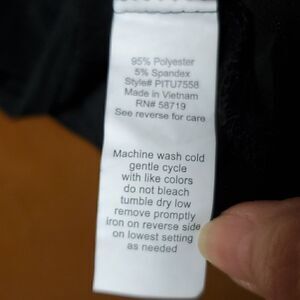 95% Polyester
5% Spandex
Style# PITU7558
Made in Vietnam
RN# 58719
See reverse for care
Machine wash cold
gentle cycle
with like colors
do not bleach
tumble dry low
remove promptly
iron on reverse side
on lowest setting
as needed